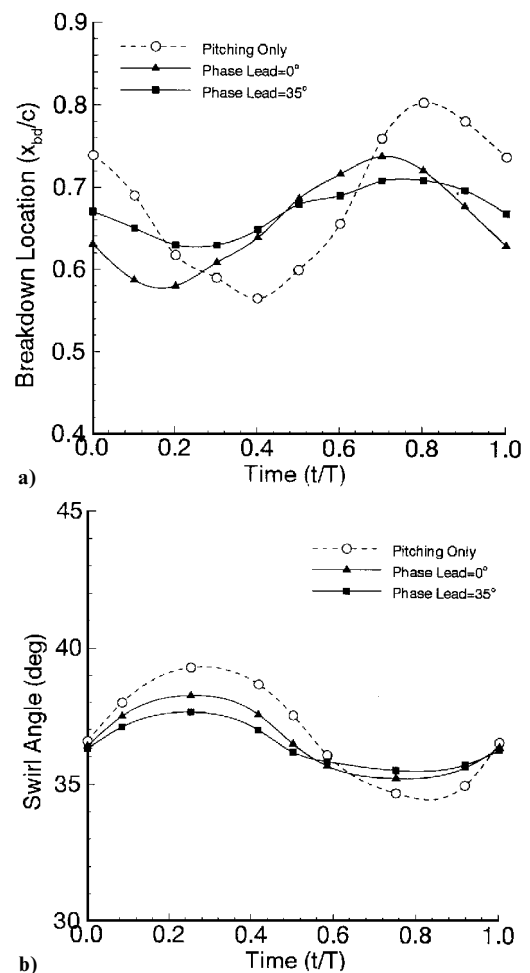 0.9
0.8
0.7
0.6
0.5
0.4
Breakdown Location (x_bd/c)
Pitching Only
Phase Lead=0°
Phase Lead=35°
0.0 0.2 0.4 0.6 0.8 1.0
Time (t/T)
a)
45
40
35
30
Swirl Angle (deg)
Pitching Only
Phase Lead=0°
Phase Lead=35°
0.0 0.2 0.4 0.6 0.8 1.0
Time (t/T)
b)